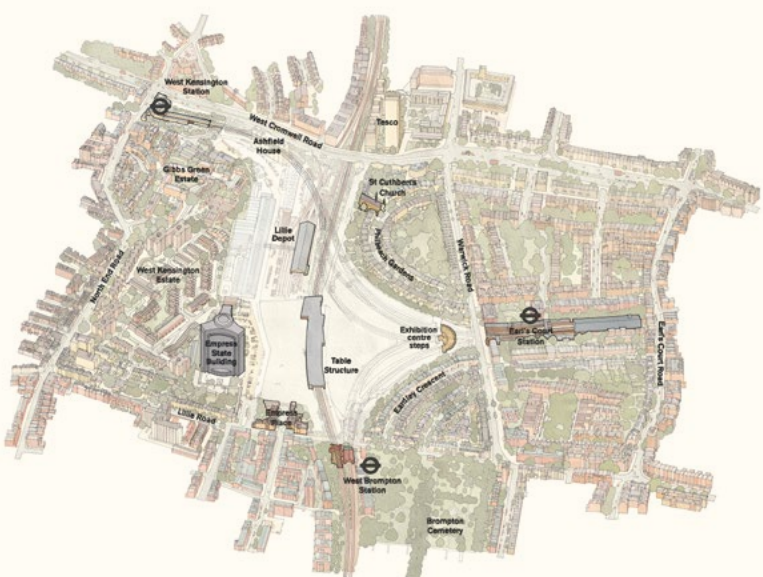 West Kensington
Station
West Cromwell Road
Tesco
Ashfield
House
Gibbs Green
Estate
St Cuthbert's
Church
Lillie
Depot
Philbeach Gardens
Warwick Road
West Kensington
Estate
North End Road
Empress
State
Building
Table
Structure
Exhibition
centre
steps
Earl's Court
Station
Earl's Court Road
Eardley Crescent
Lillie Road
Empress
Place
West Brompton
Station
Brompton
Cemetery